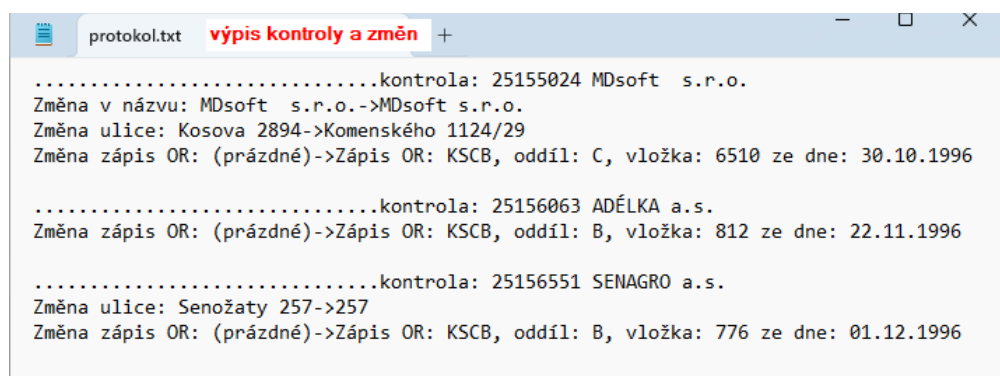 protokol.txt výpis kontroly a změn +
...............................kontrola: 25155024 MDsoft  s.r.o.
Změna v názvu: MDsoft  s.r.o.->MDsoft s.r.o.
Změna ulice: Kosova 2894->Komenského 1124/29
Změna zápis OR: (prázdné)->Zápis OR: KSCB, oddíl: C, vložka: 6510 ze dne: 30.10.1996
...............................kontrola: 25156063 ADÉLKA a.s.
Změna zápis OR: (prázdné)->Zápis OR: KSCB, oddíl: B, vložka: 812 ze dne: 22.11.1996
...............................kontrola: 25156551 SENAGRO a.s.
Změna ulice: Senožaty 257->257
Změna zápis OR: (prázdné)->Zápis OR: KSCB, oddíl: B, vložka: 776 ze dne: 01.12.1996